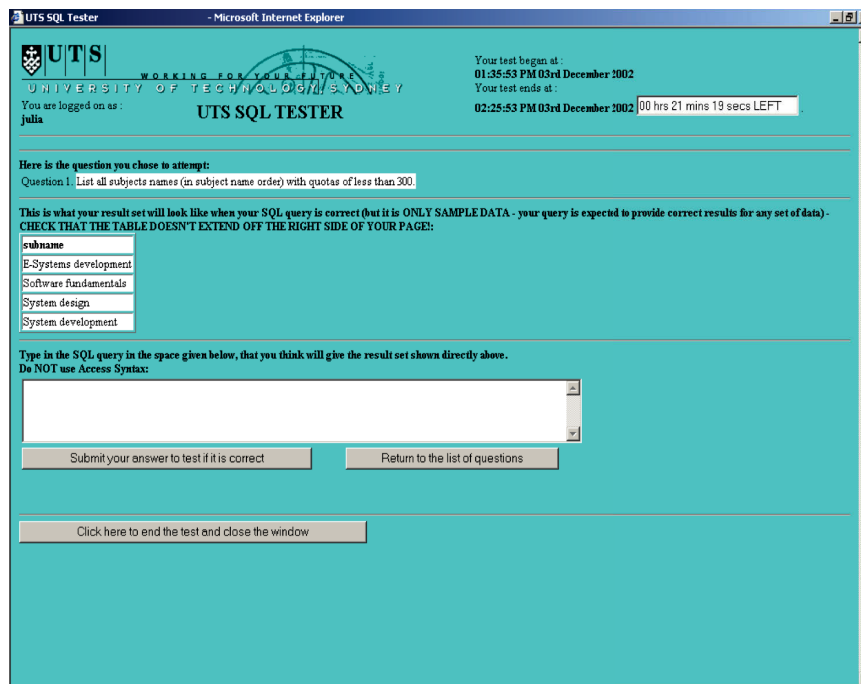 UTS SQL Tester - Microsoft Internet Explorer
U T S
WORKING FOR YOUR FUTURE
UNIVERSITY OF TECHNOLOGY SYDNEY
You are logged on as :
julia
UTS SQL TESTER
Your test began at :
01:35:53 PM 03rd December 2002
Your test ends at :
02:25:53 PM 03rd December 2002 00 hrs 21 mins 19 secs LEFT .
Here is the question you chose to attempt:
Question 1. List all subjects names (in subject name order) with quotas of less than 300.
This is what your result set will look like when your SQL query is correct (but it is ONLY SAMPLE DATA - your query is expected to provide correct results for any set of data) -
CHECK THAT THE TABLE DOESN'T EXTEND OFF THE RIGHT SIDE OF YOUR PAGE!:
subname
E-Systems development
Software fundamentals
System design
System development
Type in the SQL query in the space given below, that you think will give the result set shown directly above.
Do NOT use Access Syntax:
Submit your answer to test if it is correct
Return to the list of questions
Click here to end the test and close the window